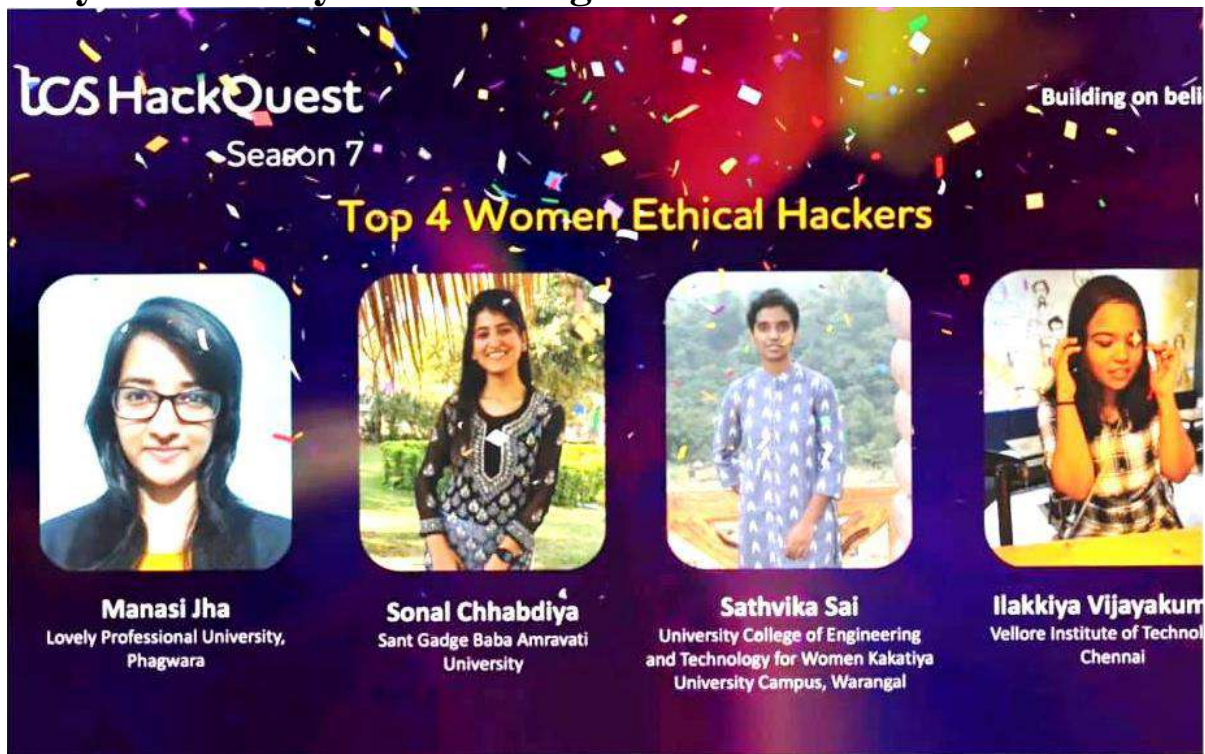 tcs HackQuest
Building on beli
Season 7
Top 4 Women Ethical Hackers
Manasi Jha
Lovely Professional University,
Phagwara
Sonal Chhabdiya
Sant Gadge Baba Amravati
University
Sathvika Sai
University College of Engineering
and Technology for Women Kakatiya
University Campus, Warangal
Ilakkiya Vijayakum
Vellore Institute of Technol
Chennai